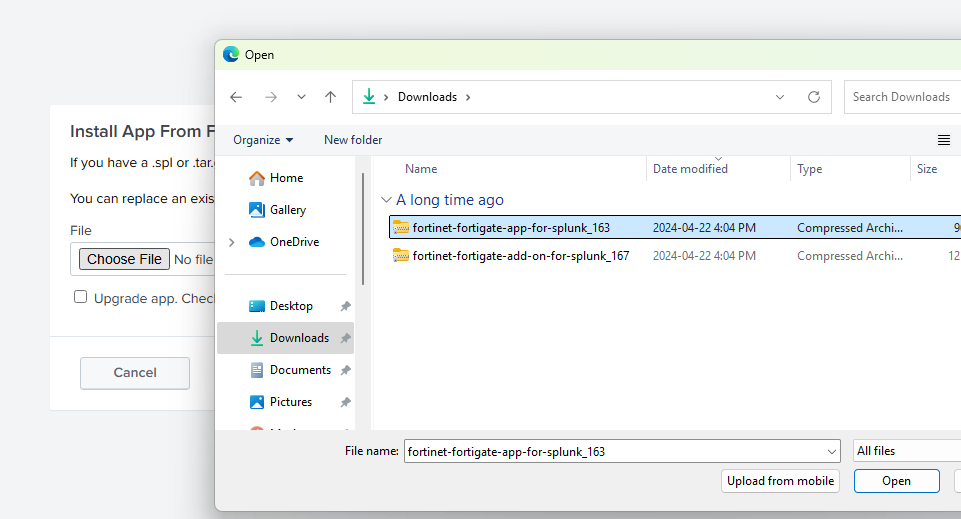 Open
Downloads
Search Downloads
Install App From F
Organize
New folder
If you have a .spl or .tar.
Home
Name
Date modified
Type
Size
You can replace an exis
Gallery
A long time ago
File
OneDrive
fortinet-fortigate-app-for-splunk_163
2024-04-22 4:04 PM
Compressed Archi...
Choose File No file
fortinet-fortigate-add-on-for-splunk_167
2024-04-22 4:04 PM
Compressed Archi...
12
Upgrade app. Chec
Desktop
Downloads
Cancel
Documents
Pictures
File name: fortinet-fortigate-app-for-splunk_163
All files
Upload from mobile
Open